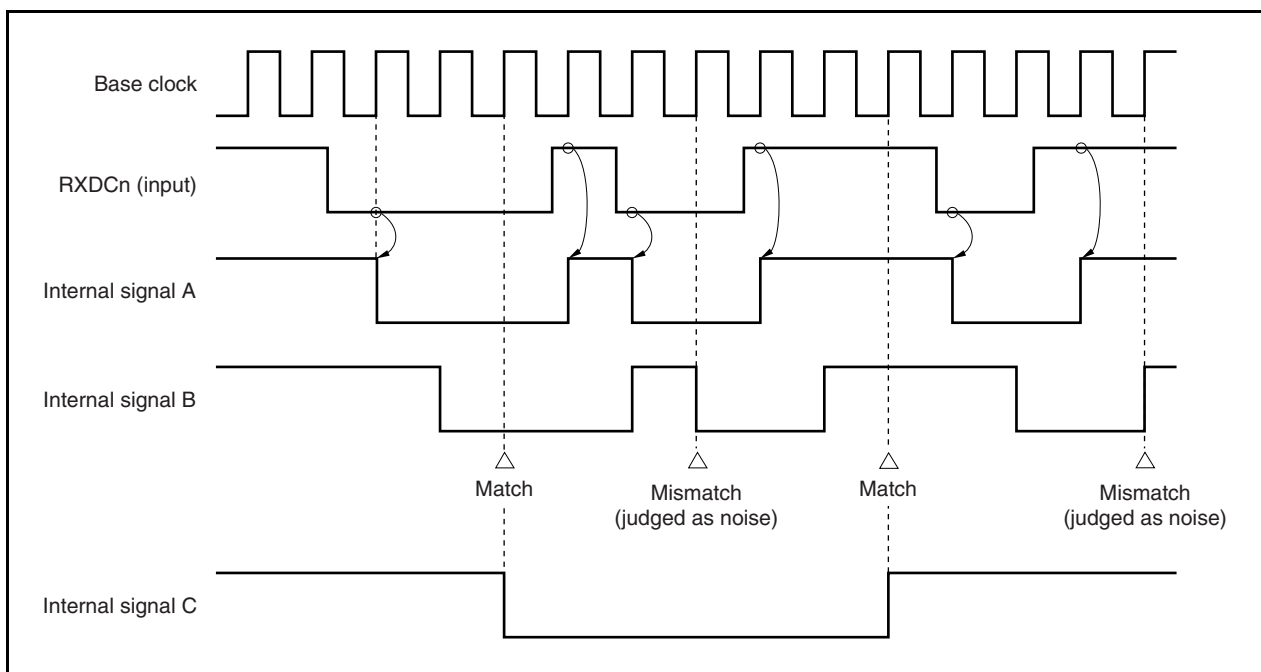 Base clock
RXDCn (input)
Internal signal A
Internal signal B
Match
Mismatch
(judged as noise)
Match
Mismatch
(judged as noise)
Internal signal C